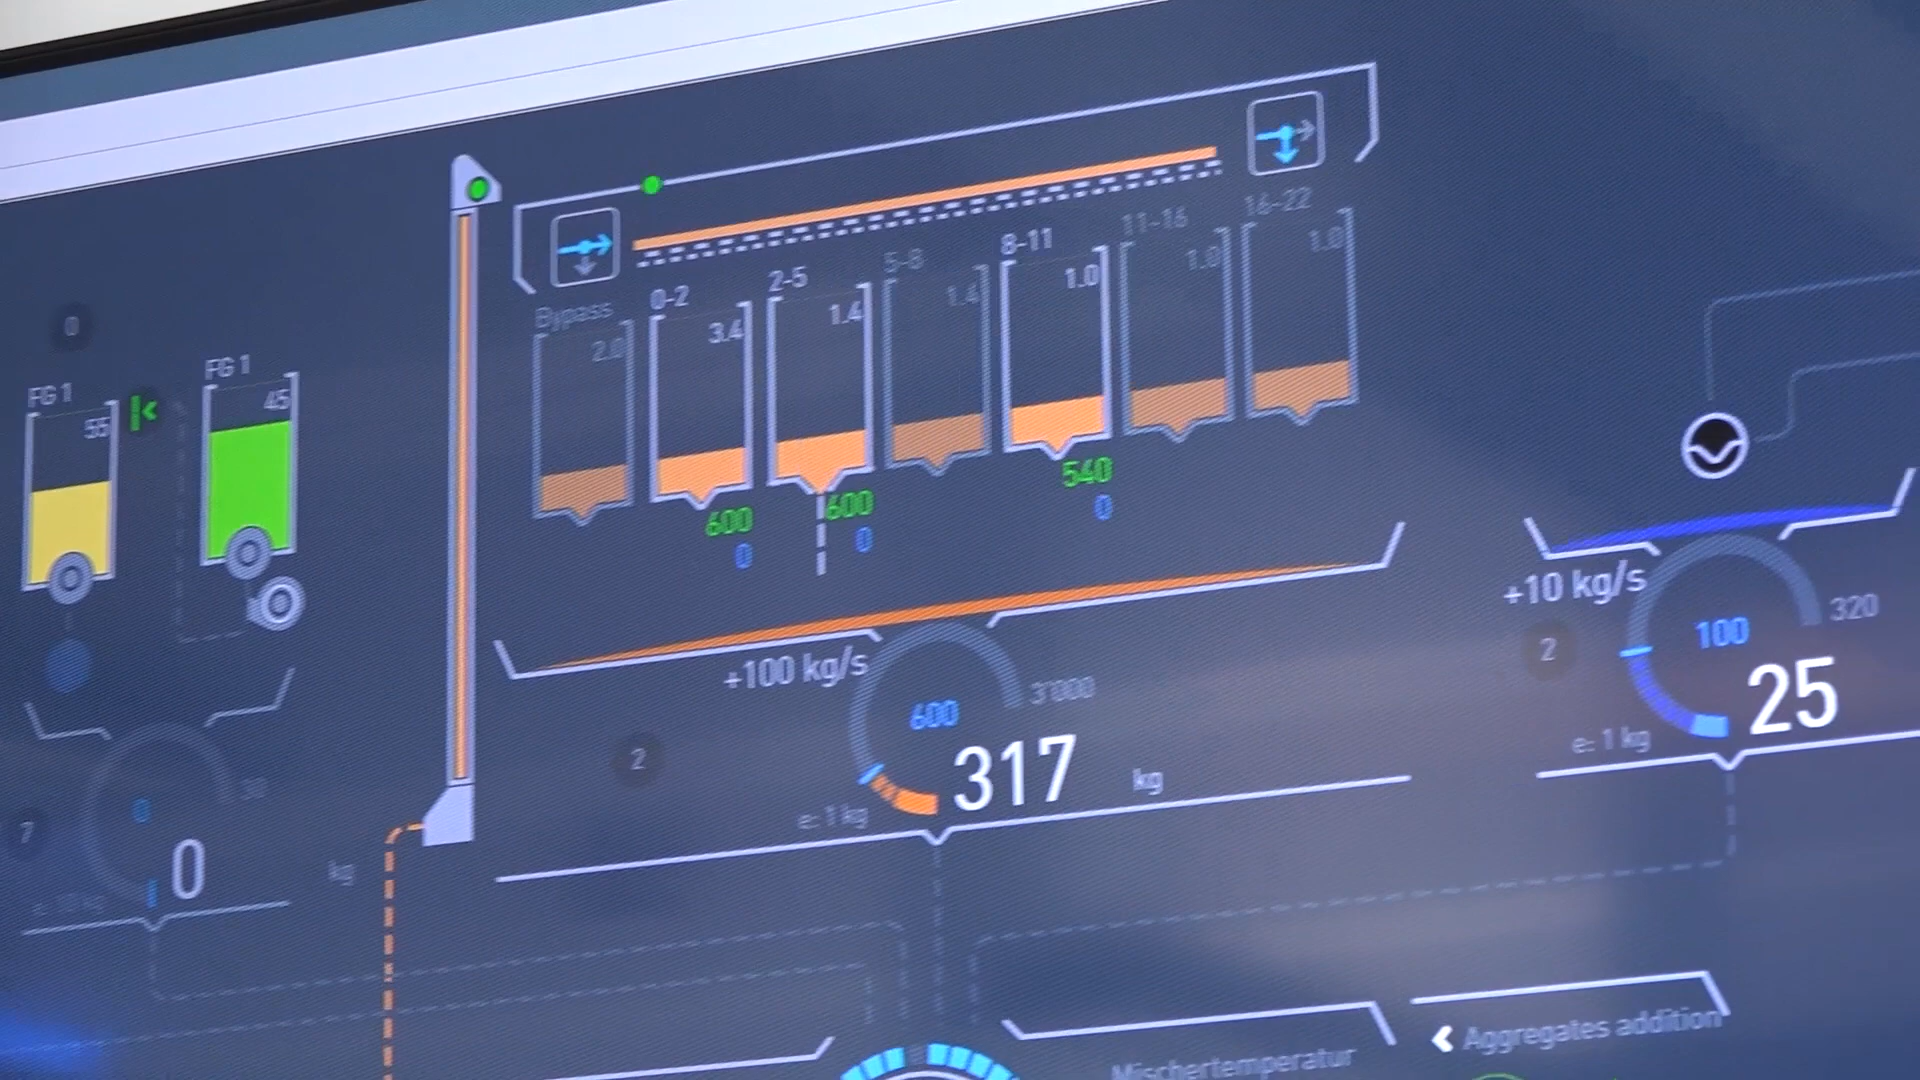 0
FG 1
55
FG 1
45
Bypass
2.0
0-2
3.4
2-5
1.4
5-8
1.4
8-11
1.0
11-16
1.0
16-22
1.0
600
0
600
0
540
0
+100 kg/s
600
3'000
2
317 kg
e: 1 kg
+10 kg/s
100
320
2
25
e: 1 kg
0
30
7
0 kg
Mischertemperatur
Aggregates addition